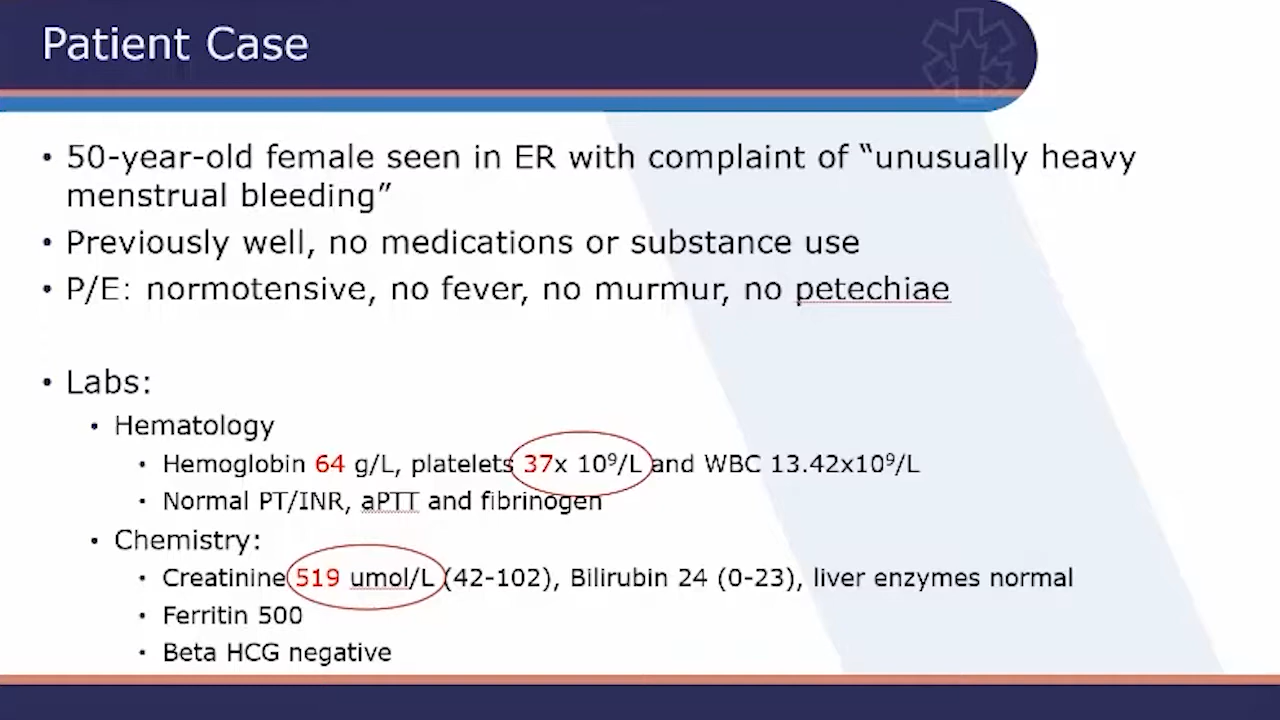 Patient Case
• 50-year-old female seen in ER with complaint of “unusually heavy
menstrual bleeding”
• Previously well, no medications or substance use
• P/E: normotensive, no fever, no murmur, no petechiae
• Labs:
• Hematology
• Hemoglobin 64 g/L, platelets 37x 10⁹/L and WBC 13.42x10⁹/L
• Normal PT/INR, aPTT and fibrinogen
• Chemistry:
• Creatinine 519 umol/L (42-102), Bilirubin 24 (0-23), liver enzymes normal
• Ferritin 500
• Beta HCG negative